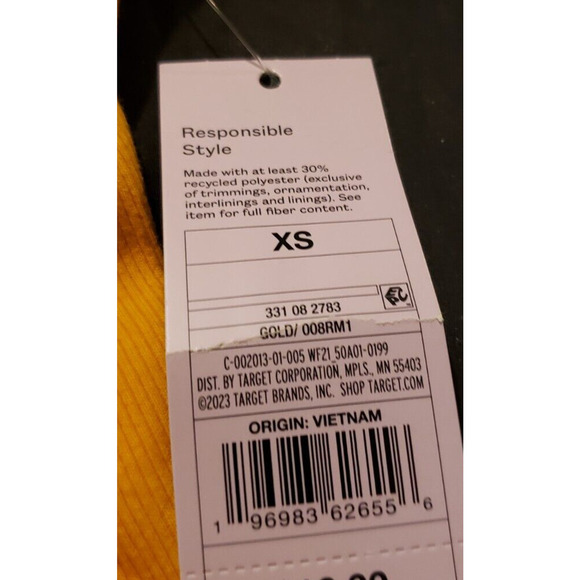 Responsible
Style
Made with at least 30%
recycled polyester (exclusive
of trimmings, ornamentation,
interlinings and linings). See
item for full fiber content.
XS
331 08 2783
GOLD/ 008RM1
C-002013-01-005 WF21_50A01-0199
DIST. BY TARGET CORPORATION, MPLS., MN 55403
©2023 TARGET BRANDS, INC. SHOP TARGET.COM
ORIGIN: VIETNAM
1 96983 62655 6